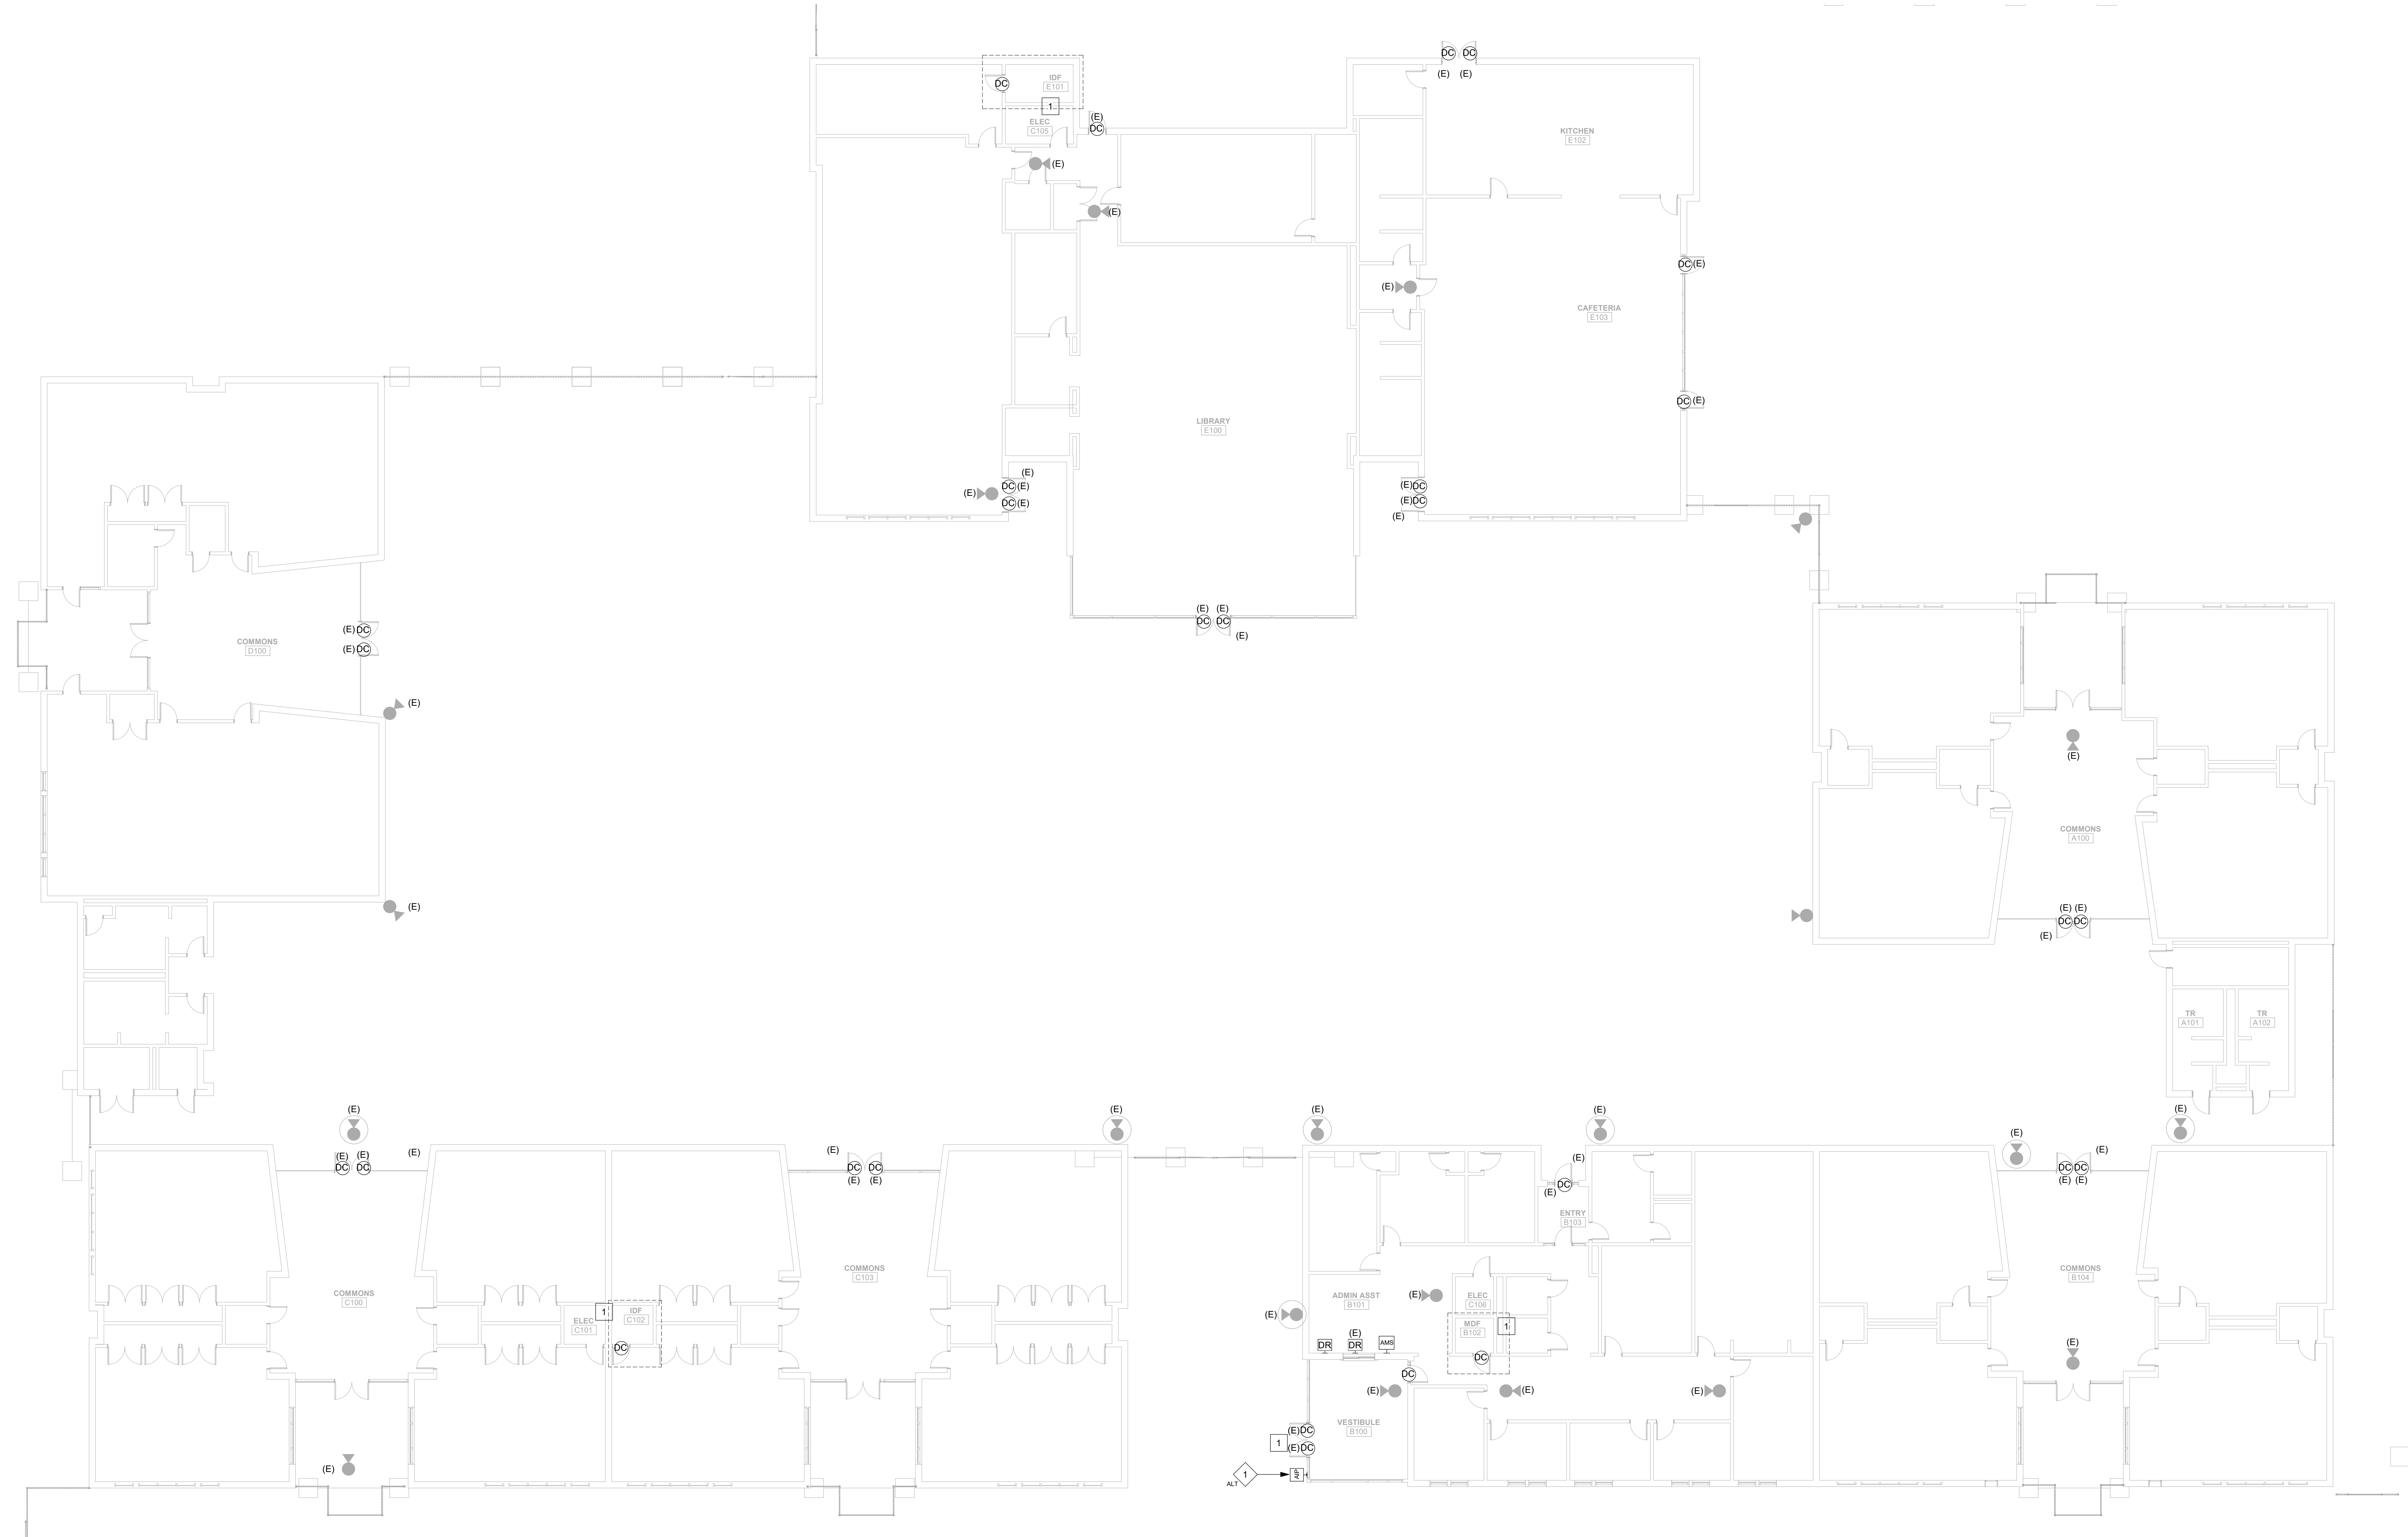 DC DC
(E) (E)
IDF
E101
DC
1
(E)
DC
ELEC
C105
KITCHEN
E102
(E)
(E)
DC (E)
(E)
CAFETERIA
E103
DC (E)
LIBRARY
E100
(E)
DC (E)
(E)
DC (E)
(E) DC
(E) DC
(E)
(E) (E)
DC DC
(E)
(E) DC
COMMONS
D100
(E) DC
(E)
(E)
(E)
COMMONS
A100
(E) (E)
DC DC
(E)
TR
A101
TR
A102
(E)
(E)
(E)
(E)
(E)
(E)
(E) (E)
DC DC
(E)
(E)
DC DC
(E) (E)
(E)
DC
(E)
(E)
DC DC
(E) (E)
ENTRY
B103
COMMONS
C100
COMMONS
C103
COMMONS
B104
1
IDF
C102
ELEC
C101
DC
ADMIN ASST
B101
(E)
ELEC
C106
(E)
MDF
B102
1
(E)
DR
DR
AMS
DC
DC
(E)
(E)
(E)
(E)
VESTIBULE
B100
(E) DC
1
(E) DC
(E)
1
ALT
AIP